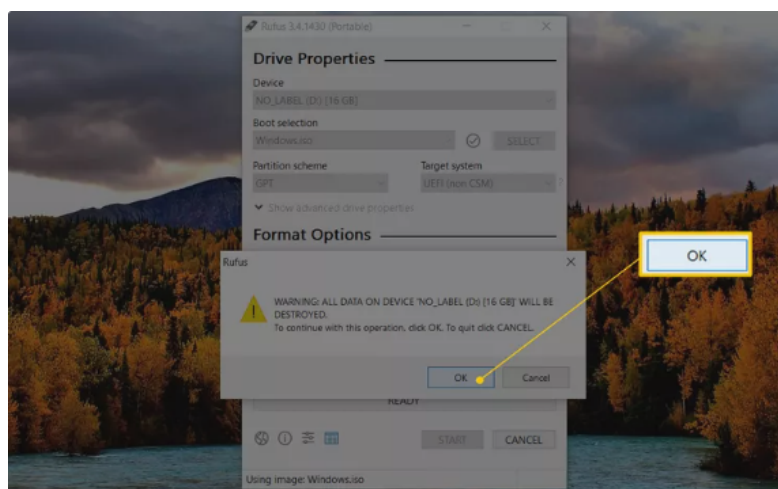 Rufus 3.4.1430 (Portable)
Drive Properties
Device
NO_LABEL (D:) [16 GB]
Boot selection
Windows.iso
SELECT
Partition scheme
Target system
GPT
UEFI (non CSM)
?
Show advanced drive properties
Format Options
Rufus
OK
WARNING: ALL DATA ON DEVICE 'NO_LABEL (D:) [16 GB]' WILL BE
DESTROYED.
To continue with this operation, click OK. To quit click CANCEL.
OK
Cancel
READY
START
CANCEL
Using image: Windows.iso